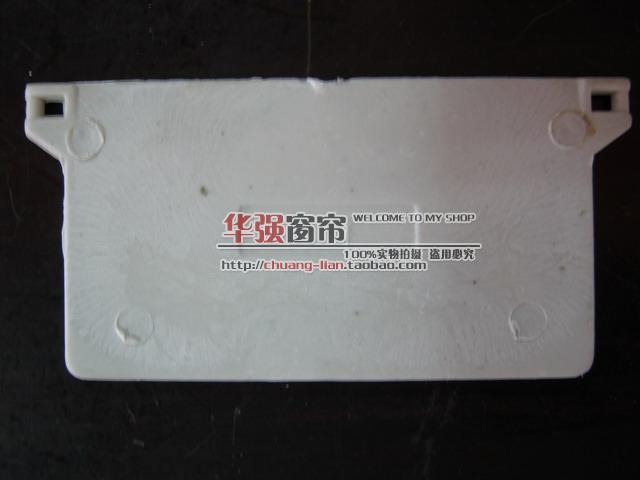 华强窗帘
WELCOME TO MY SHOP
100%实物拍摄 盗用必究
http://chuang-lian.taobao.com